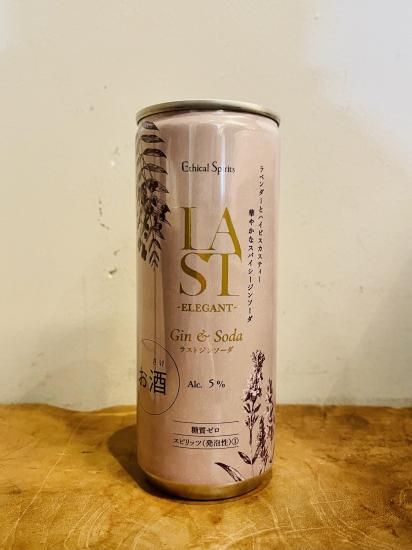 Ethical Spirits
ラベンダーとハイビスカスティー
華やかなスパイシージンソーダ
LA
ST
-ELEGANT-
Gin & Soda
ラストジンソーダ
さけ
お酒
Alc. 5%
糖質ゼロ
スピリッツ(発泡性)①